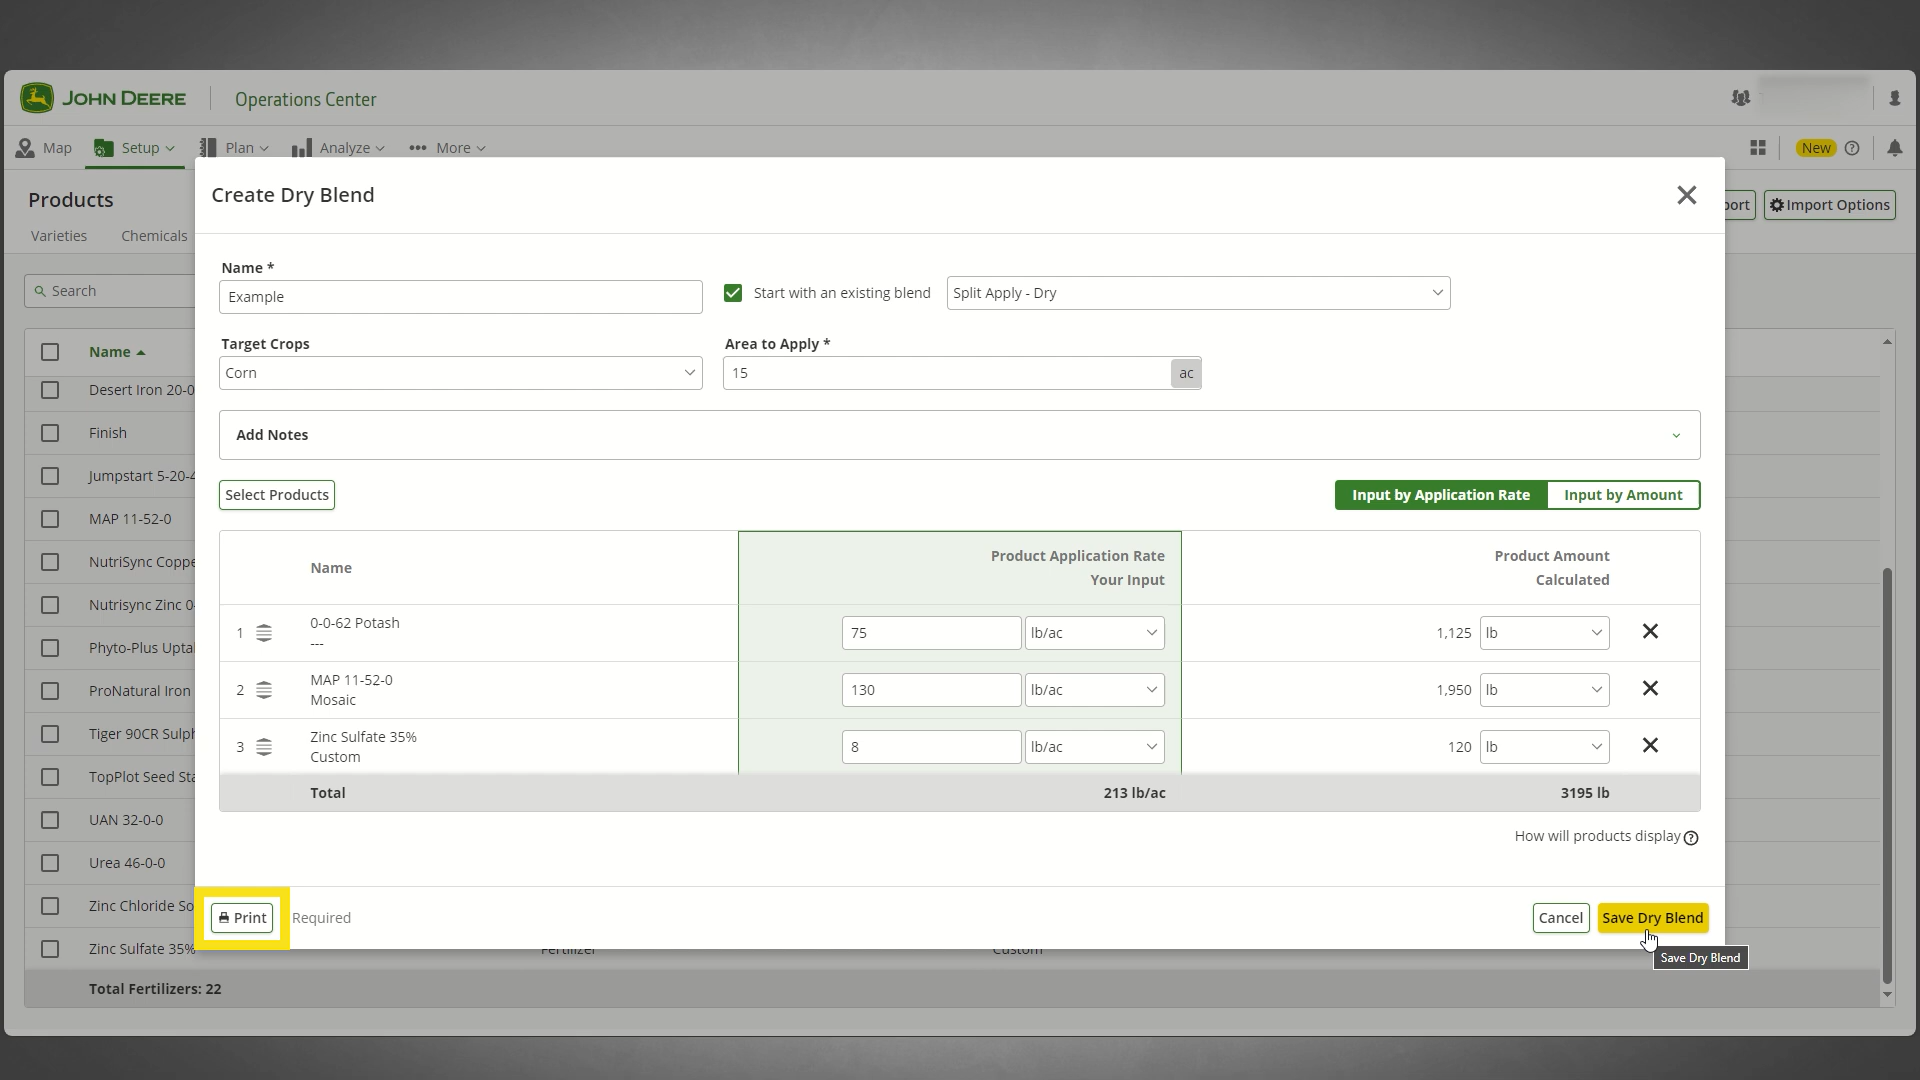 JOHN DEERE
Operations Center
Map
Setup
Plan
Analyze
More
New
Products
Create Dry Blend
port
Import Options
Varieties
Chemicals
Search
Name *
Example
Start with an existing blend
Split Apply - Dry
Target Crops
Corn
Area to Apply *
15
ac
Add Notes
Select Products
Input by Application Rate
Input by Amount
Name
Product Application Rate
Your Input
Product Amount
Calculated
1
0-0-62 Potash
---
75
lb/ac
1,125
lb
2
MAP 11-52-0
Mosaic
130
lb/ac
1,950
lb
3
Zinc Sulfate 35%
Custom
8
lb/ac
120
lb
Total
213 lb/ac
3195 lb
How will products display
Print
Required
Cancel
Save Dry Blend
Save Dry Blend
Name
Desert Iron 20-0
Finish
Jumpstart 5-20-4
MAP 11-52-0
NutriSync Coppe
Nutrisync Zinc 0-
Phyto-Plus Upta
ProNatural Iron
Tiger 90CR Sulph
TopPlot Seed Sta
UAN 32-0-0
Urea 46-0-0
Zinc Chloride So
Zinc Sulfate 35%
Fertilizer
Custom
Total Fertilizers: 22